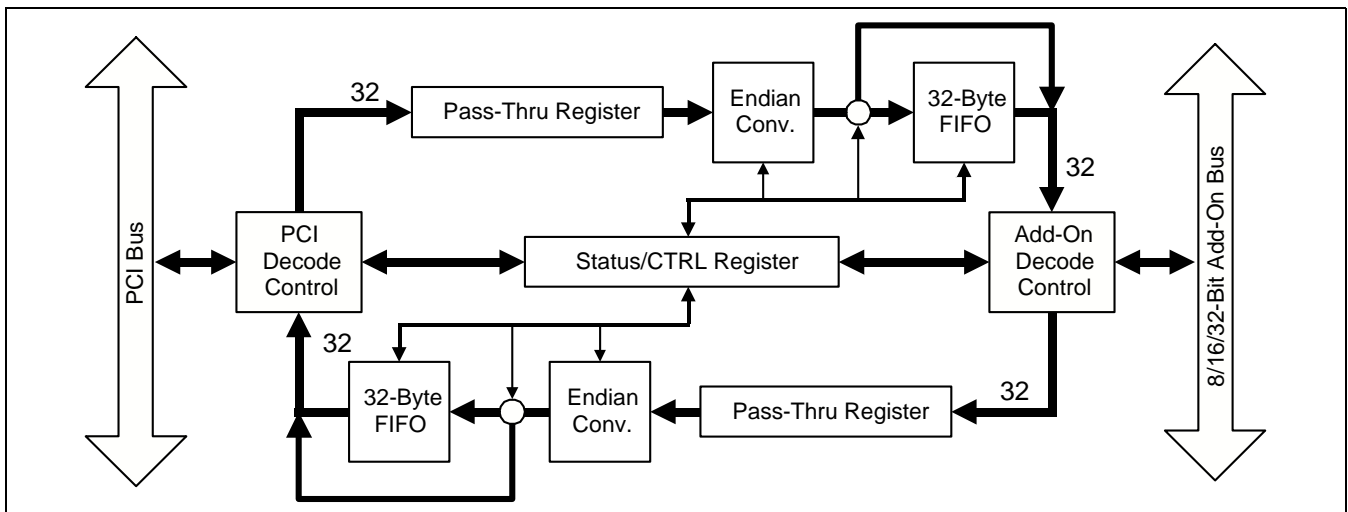 32
Pass-Thru Register
Endian
Conv.
32-Byte
FIFO
32
PCI Bus
PCI
Decode
Control
Status/CTRL Register
Add-On
Decode
Control
8/16/32-Bit Add-On Bus
32
32-Byte
FIFO
Endian
Conv.
Pass-Thru Register
32